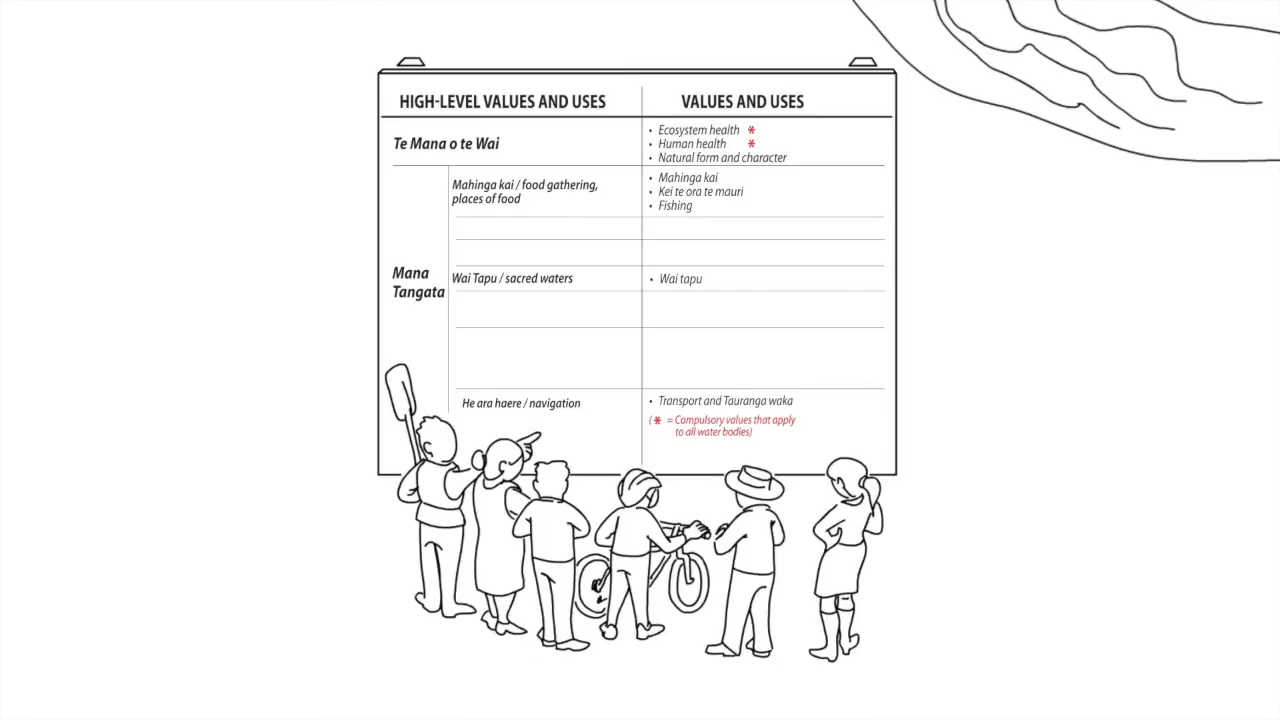 HIGH-LEVEL VALUES AND USES
VALUES AND USES
Te Mana o te Wai
• Ecosystem health *
• Human health *
• Natural form and character
Mana
Tangata
Mahinga kai / food gathering,
places of food
• Mahinga kai
• Kei te ora te mauri
• Fishing
Wai Tapu / sacred waters
• Wai tapu
He ara haere / navigation
• Transport and Tauranga waka
( * = Compulsory values that apply
to all water bodies)